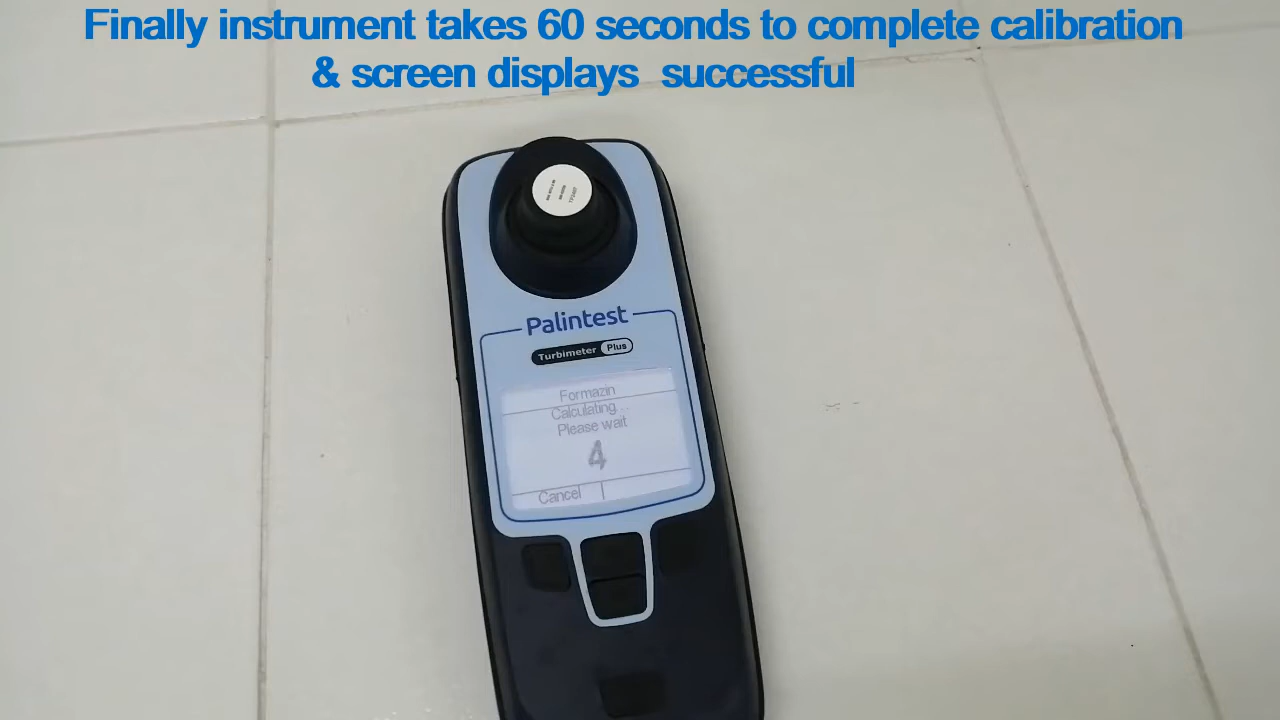 Finally instrument takes 60 seconds to complete calibration
& screen displays successful
Palintest
Turbimeter Plus
Formazin
Calculating...
Please wait
4
Cancel